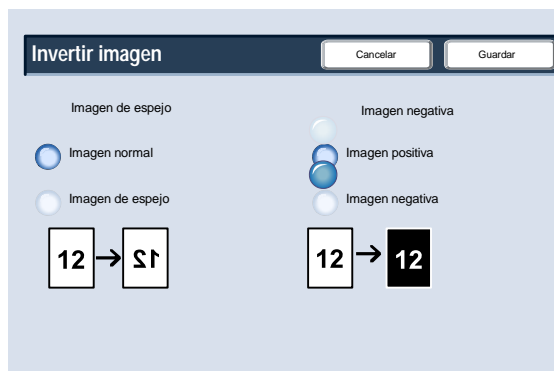 Invertir imagen
Cancelar
Guardar
Imagen de espejo
Imagen negativa
Imagen normal
Imagen positiva
Imagen de espejo
Imagen negativa
12 → 12
12 → 12